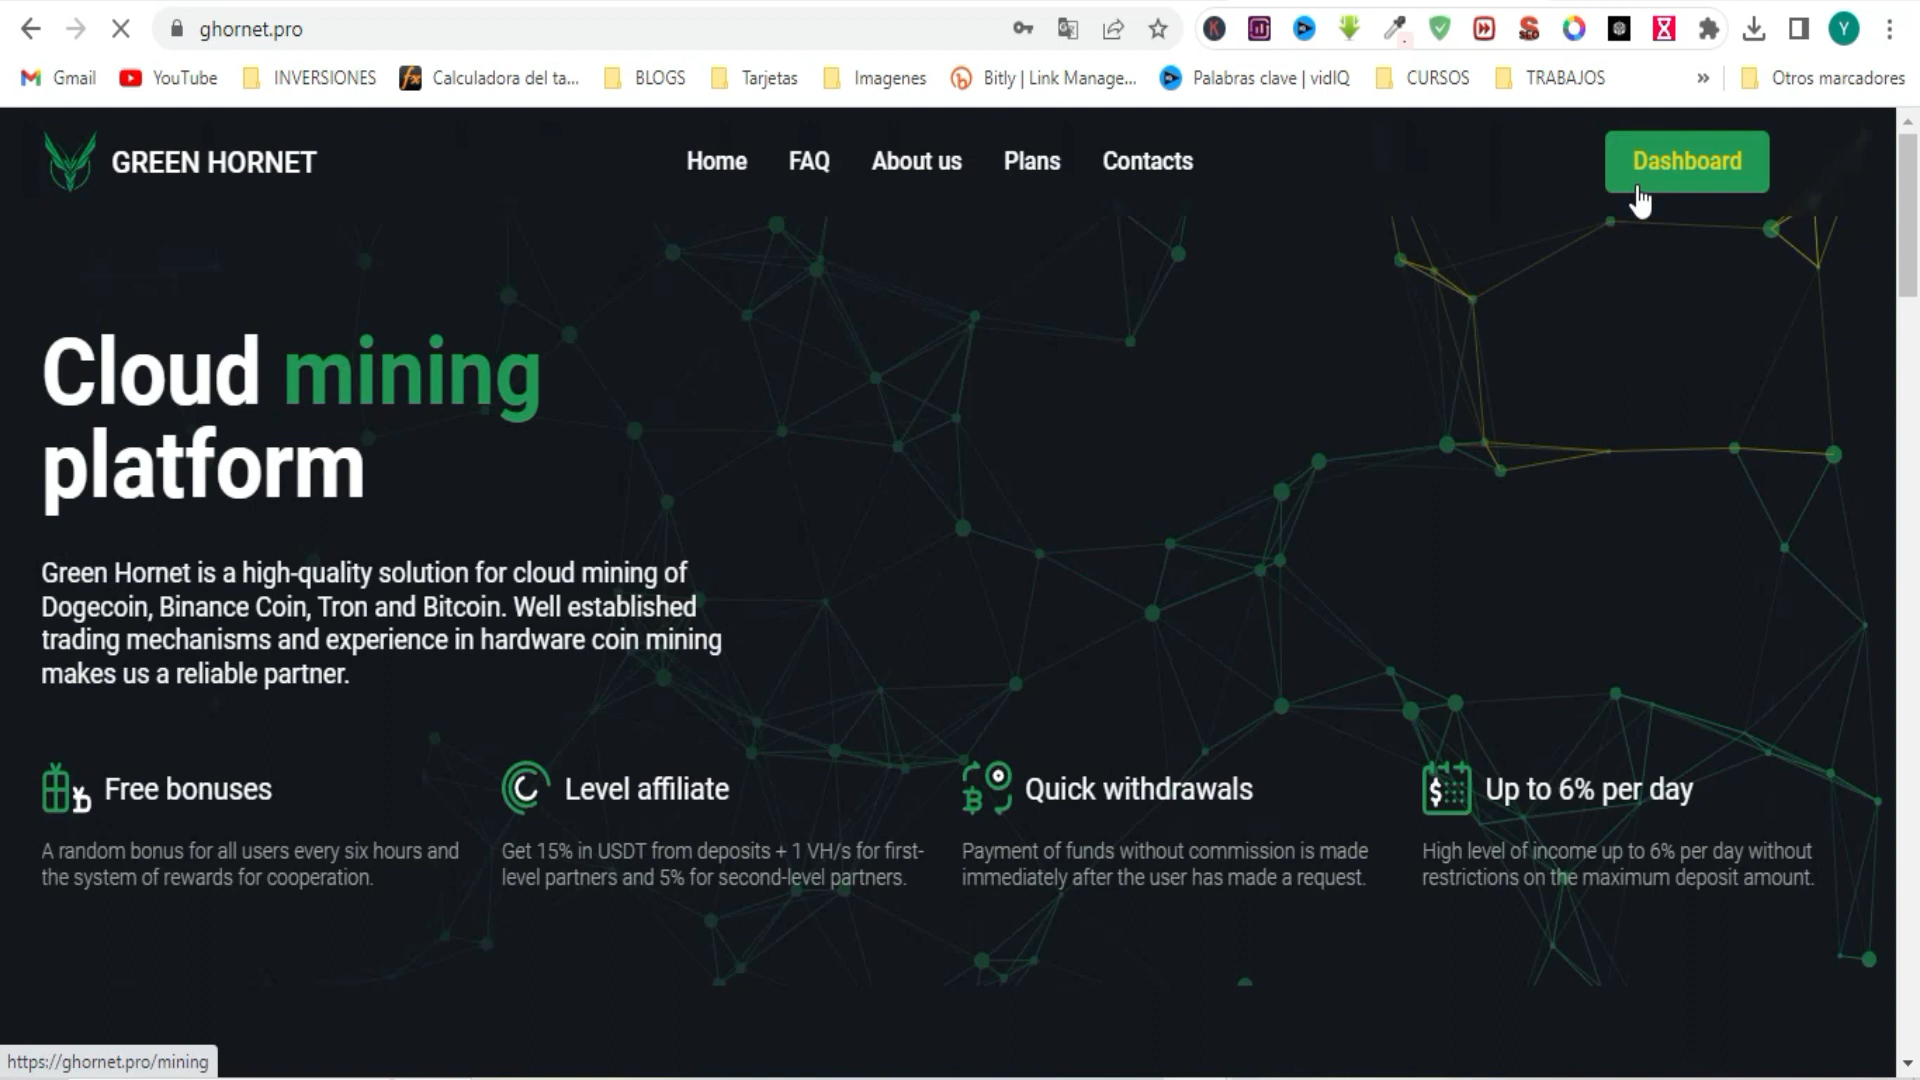 ghornet.pro
Gmail YouTube INVERSIONES Calculadora del ta... BLOGS Tarjetas Imagenes Bitly | Link Manage... Palabras clave | vidIQ CURSOS TRABAJOS » Otros marcadores
GREEN HORNET Home FAQ About us Plans Contacts Dashboard
Cloud mining
platform
Green Hornet is a high-quality solution for cloud mining of
Dogecoin, Binance Coin, Tron and Bitcoin. Well established
trading mechanisms and experience in hardware coin mining
makes us a reliable partner.
Free bonuses
A random bonus for all users every six hours and
the system of rewards for cooperation.
Level affiliate
Get 15% in USDT from deposits + 1 VH/s for first-
level partners and 5% for second-level partners.
Quick withdrawals
Payment of funds without commission is made
immediately after the user has made a request.
Up to 6% per day
High level of income up to 6% per day without
restrictions on the maximum deposit amount.
https://ghornet.pro/mining